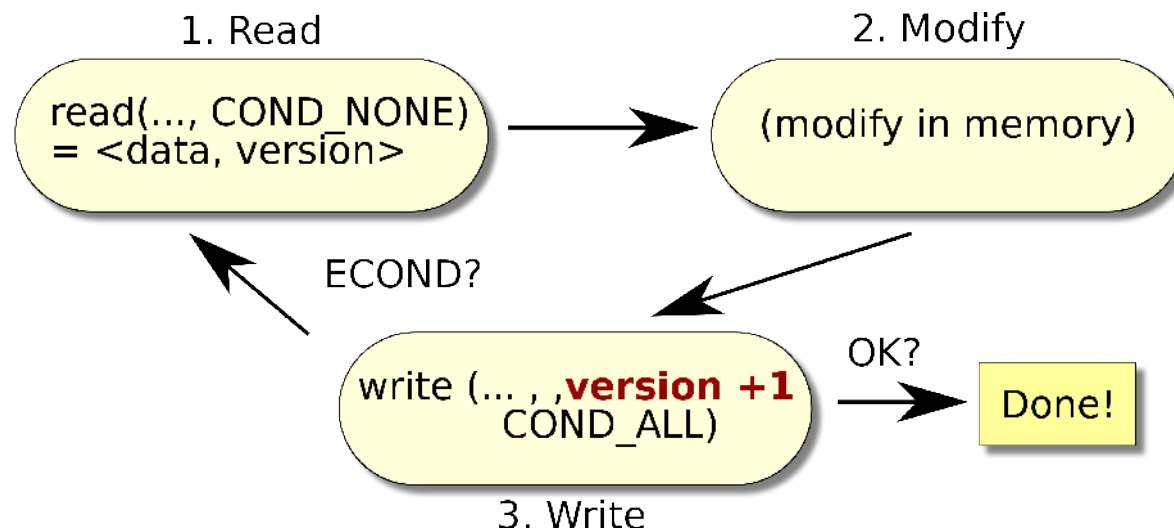 1. Read
2. Modify
read(..., COND_NONE)
= <data, version>
(modify in memory)
ECOND?
write (... , ,version +1
COND_ALL)
OK?
Done!
3. Write